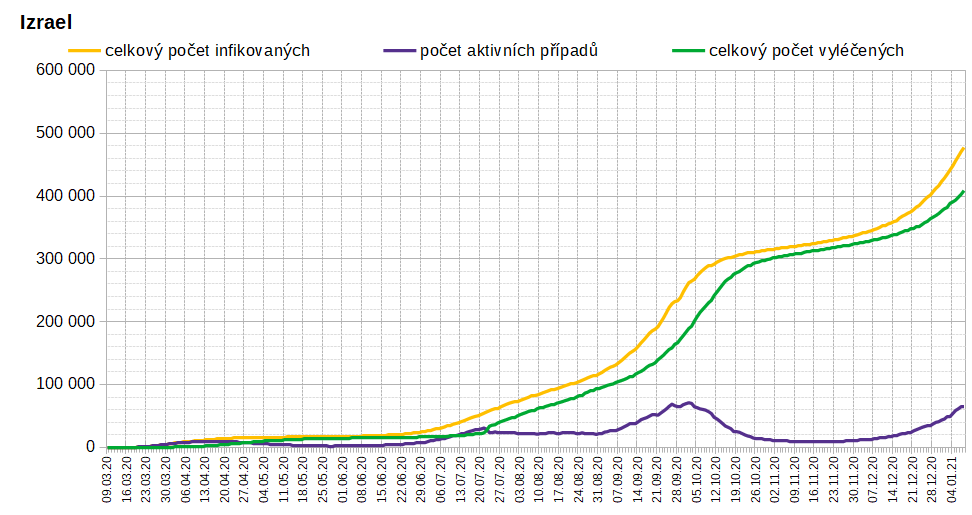 Izrael
celkový počet infikovaných počet aktivních případů celkový počet vyléčených
600 000
500 000
400 000
300 000
200 000
100 000
0
09.03.20 16.03.20 23.03.20 30.03.20 06.04.20 13.04.20 20.04.20 27.04.20 04.05.20 11.05.20 18.05.20 25.05.20 01.06.20 08.06.20 15.06.20 22.06.20 29.06.20 06.07.20 13.07.20 20.07.20 27.07.20 03.08.20 10.08.20 17.08.20 24.08.20 31.08.20 07.09.20 14.09.20 21.09.20 28.09.20 05.10.20 12.10.20 19.10.20 26.10.20 02.11.20 09.11.20 16.11.20 23.11.20 30.11.20 07.12.20 14.12.20 21.12.20 28.12.20 04.01.21